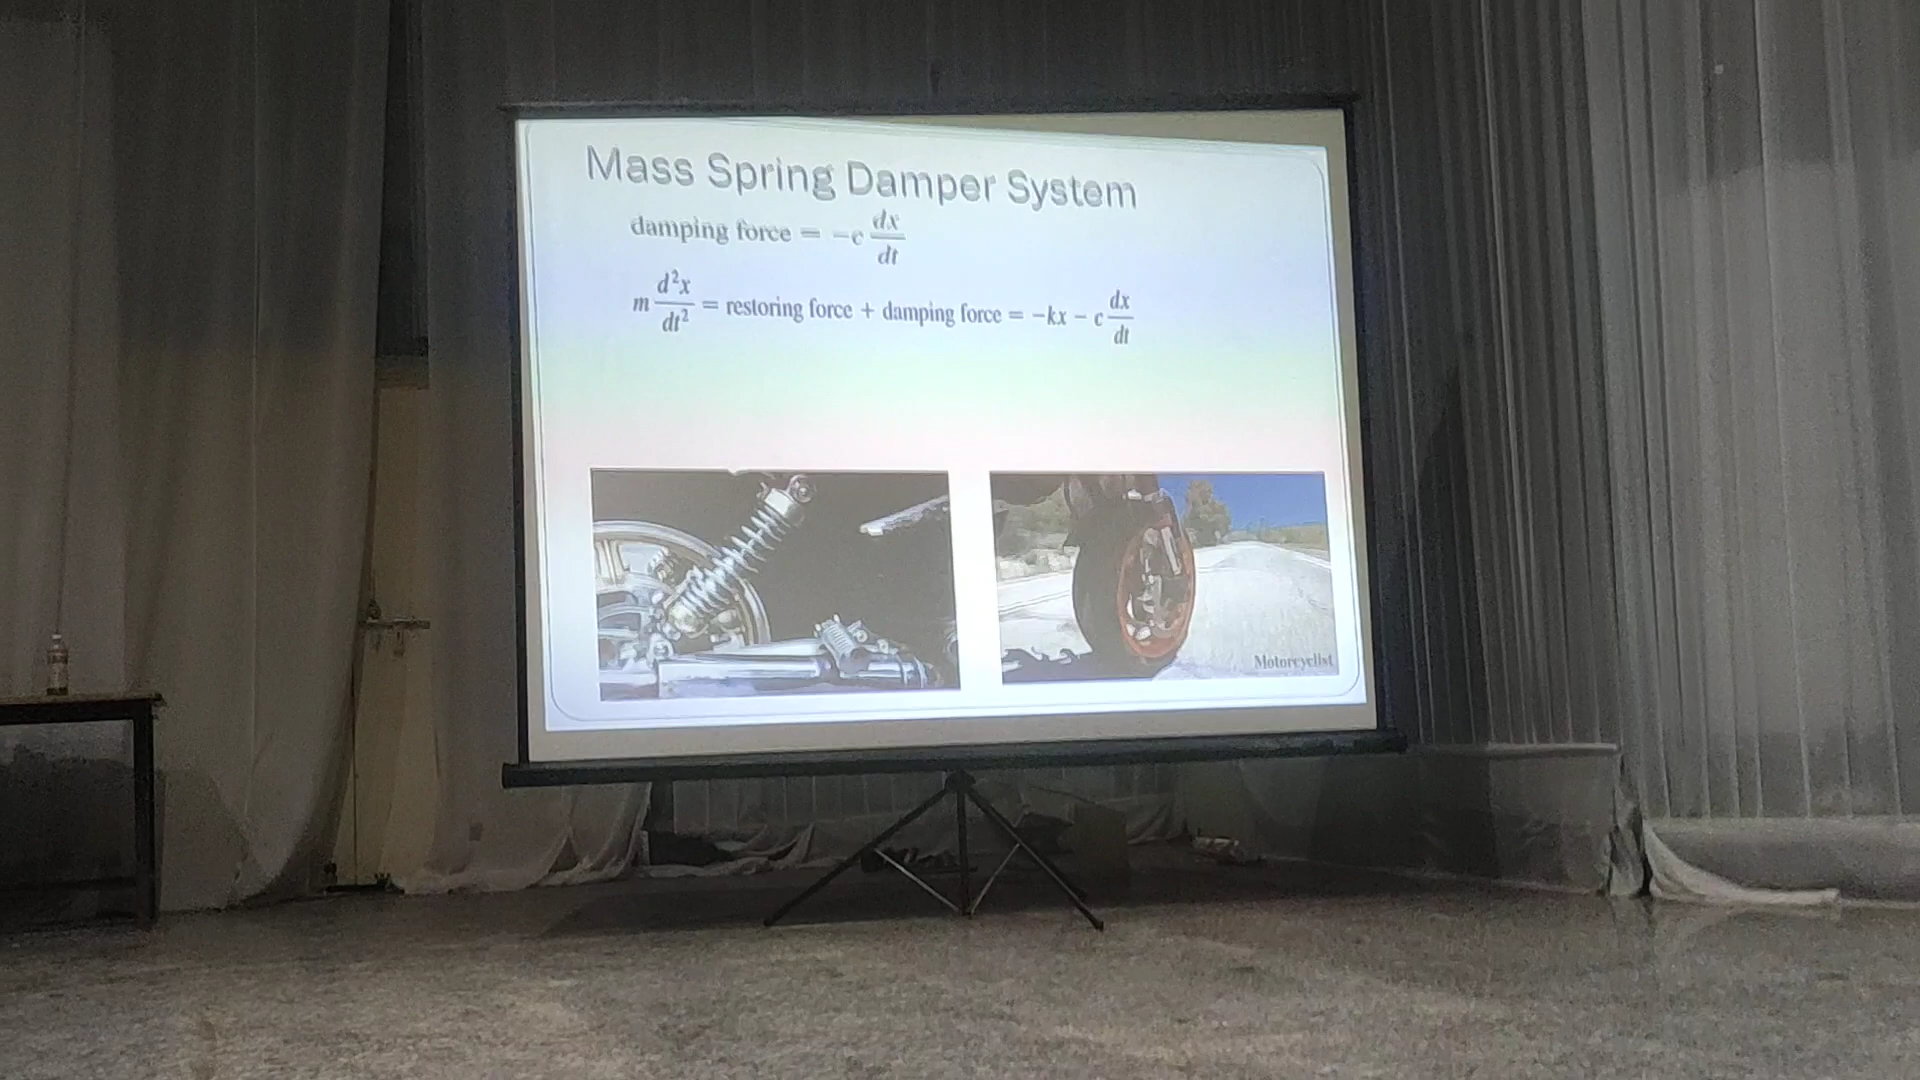 Mass Spring Damper System
damping force = −c dx/dt
m d²x/dt² = restoring force + damping force = −kx − c dx/dt
Motorcyclist